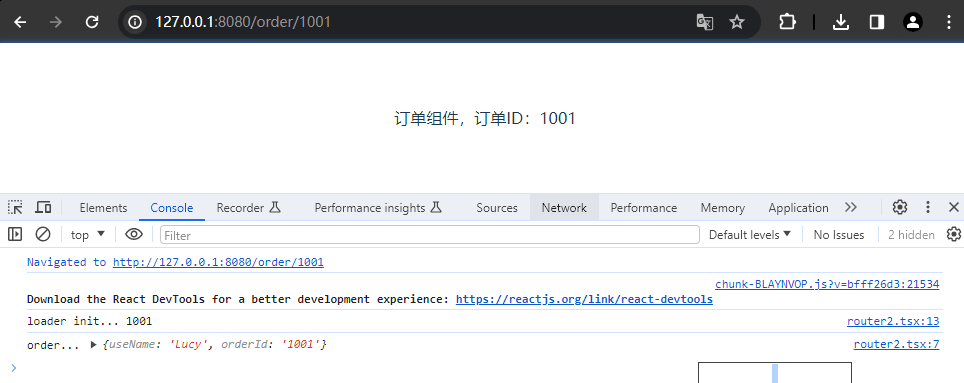 127.0.0.1:8080/order/1001
订单组件，订单ID：1001
Elements Console Recorder Performance insights Sources Network Performance Memory Application
top Filter Default levels No Issues 2 hidden
Navigated to http://127.0.0.1:8080/order/1001
chunk-BLAYNVOP.js?v=bfff26d3:21534
Download the React DevTools for a better development experience: https://reactjs.org/link/react-devtools
loader init... 1001 router2.tsx:13
order... {useName: 'Lucy', orderId: '1001'} router2.tsx:7